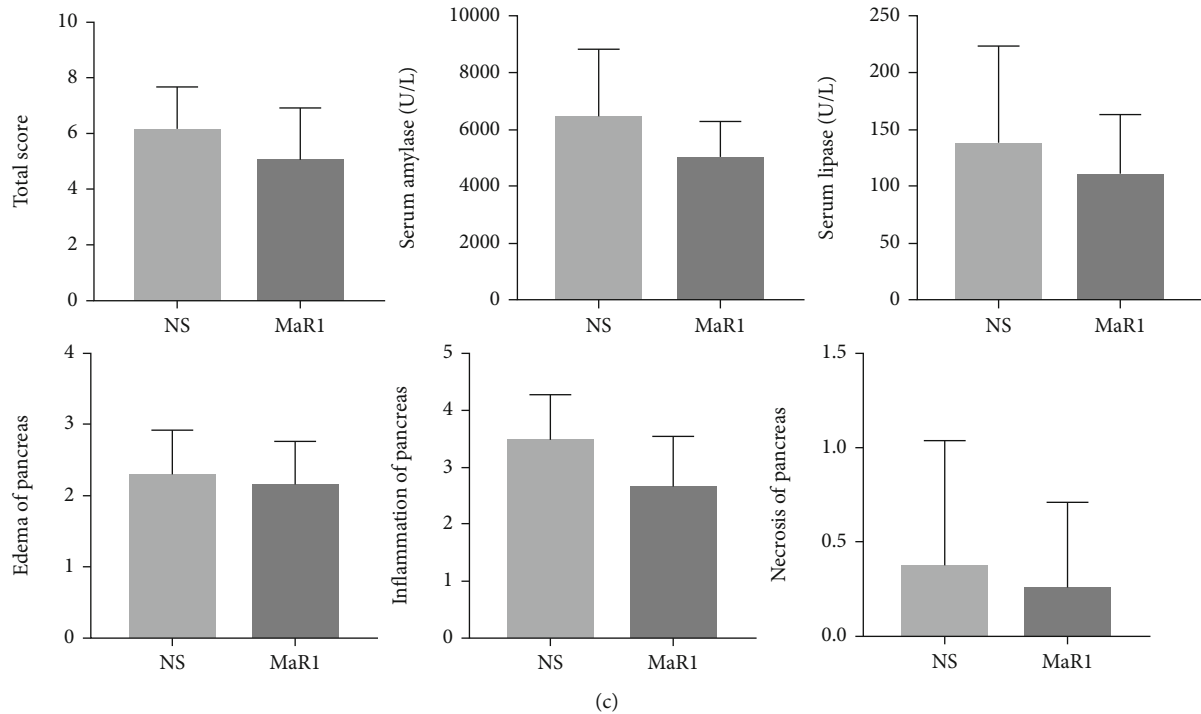 Total score
10
8
6
4
2
0
NS MaR1
Serum amylase (U/L)
10000
8000
6000
4000
2000
0
NS MaR1
Serum lipase (U/L)
250
200
150
100
50
0
NS MaR1
Edema of pancreas
4
3
2
1
0
NS MaR1
Inflammation of pancreas
5
4
3
2
1
0
NS MaR1
Necrosis of pancreas
1.5
1.0
0.5
0.0
NS MaR1
(c)